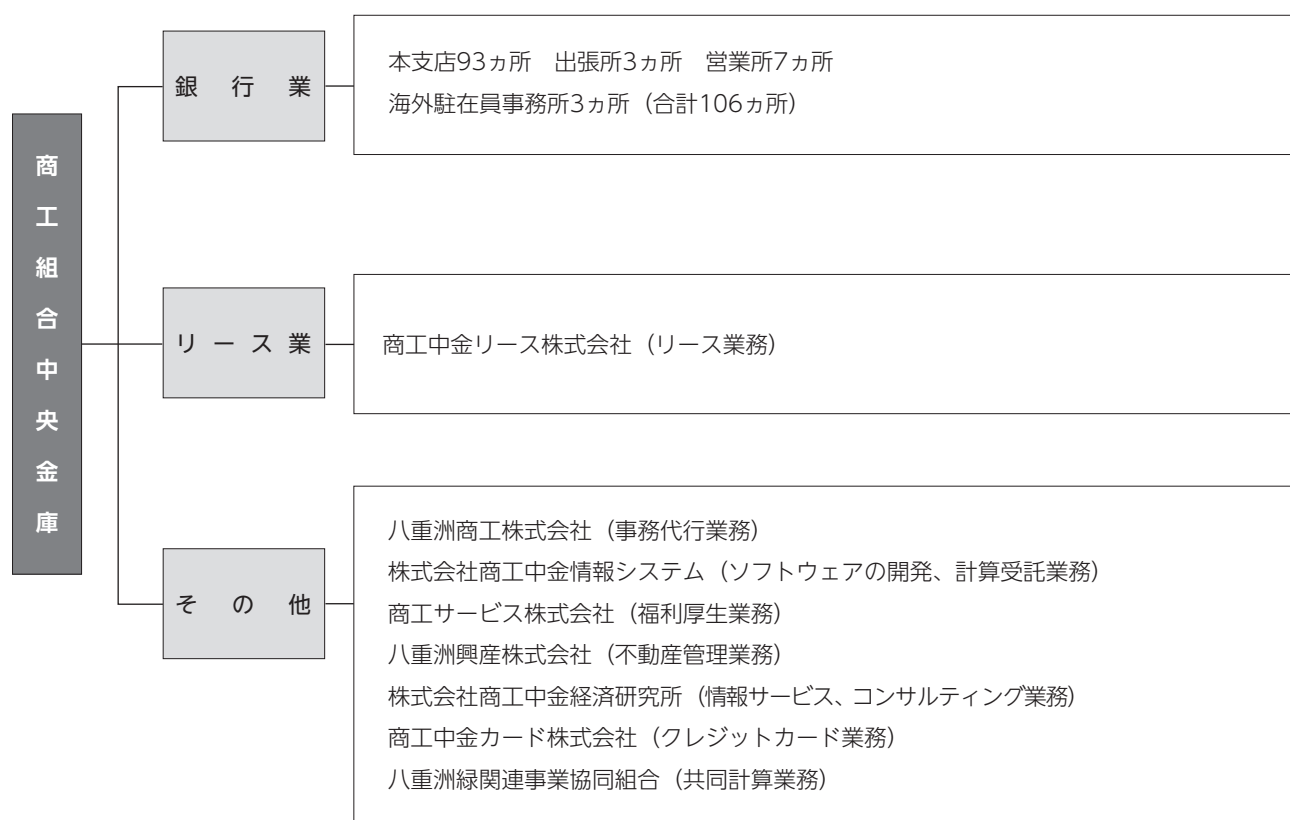 商工組合中央金庫
銀行業
本支店93ヵ所　出張所3ヵ所　営業所7ヵ所
海外駐在員事務所3ヵ所（合計106ヵ所）
リース業
商工中金リース株式会社（リース業務）
その他
八重洲商工株式会社（事務代行業務）
株式会社商工中金情報システム（ソフトウェアの開発、計算受託業務）
商工サービス株式会社（福利厚生業務）
八重洲興産株式会社（不動産管理業務）
株式会社商工中金経済研究所（情報サービス、コンサルティング業務）
商工中金カード株式会社（クレジットカード業務）
八重洲緑関連事業協同組合（共同計算業務）